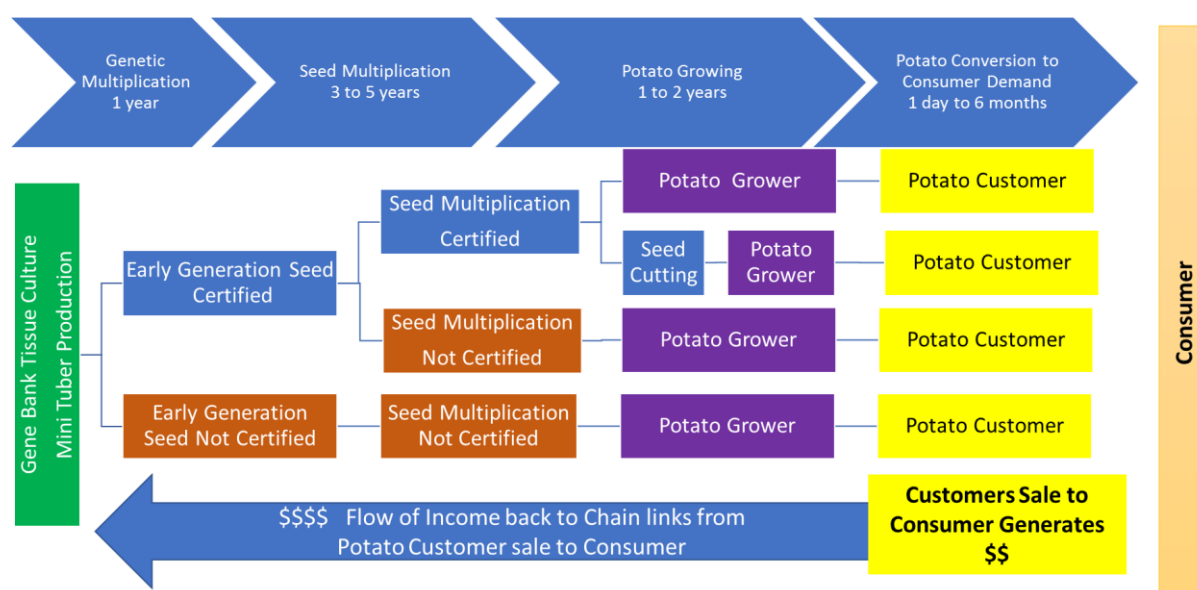 Genetic
Multiplication
1 year
Seed Multiplication
3 to 5 years
Potato Growing
1 to 2 years
Potato Conversion to
Consumer Demand
1 day to 6 months
Gene Bank Tissue Culture
Mini Tuber Production
Early Generation Seed
Certified
Early Generation
Seed Not Certified
Seed Multiplication
Certified
Seed Multiplication
Not Certified
Seed Multiplication
Not Certified
Potato Grower
Seed
Cutting
Potato
Grower
Potato Grower
Potato Grower
Potato Customer
Potato Customer
Potato Customer
Potato Customer
Consumer
$$$$ Flow of Income back to Chain links from
Potato Customer sale to Consumer
Customers Sale to
Consumer Generates
$$